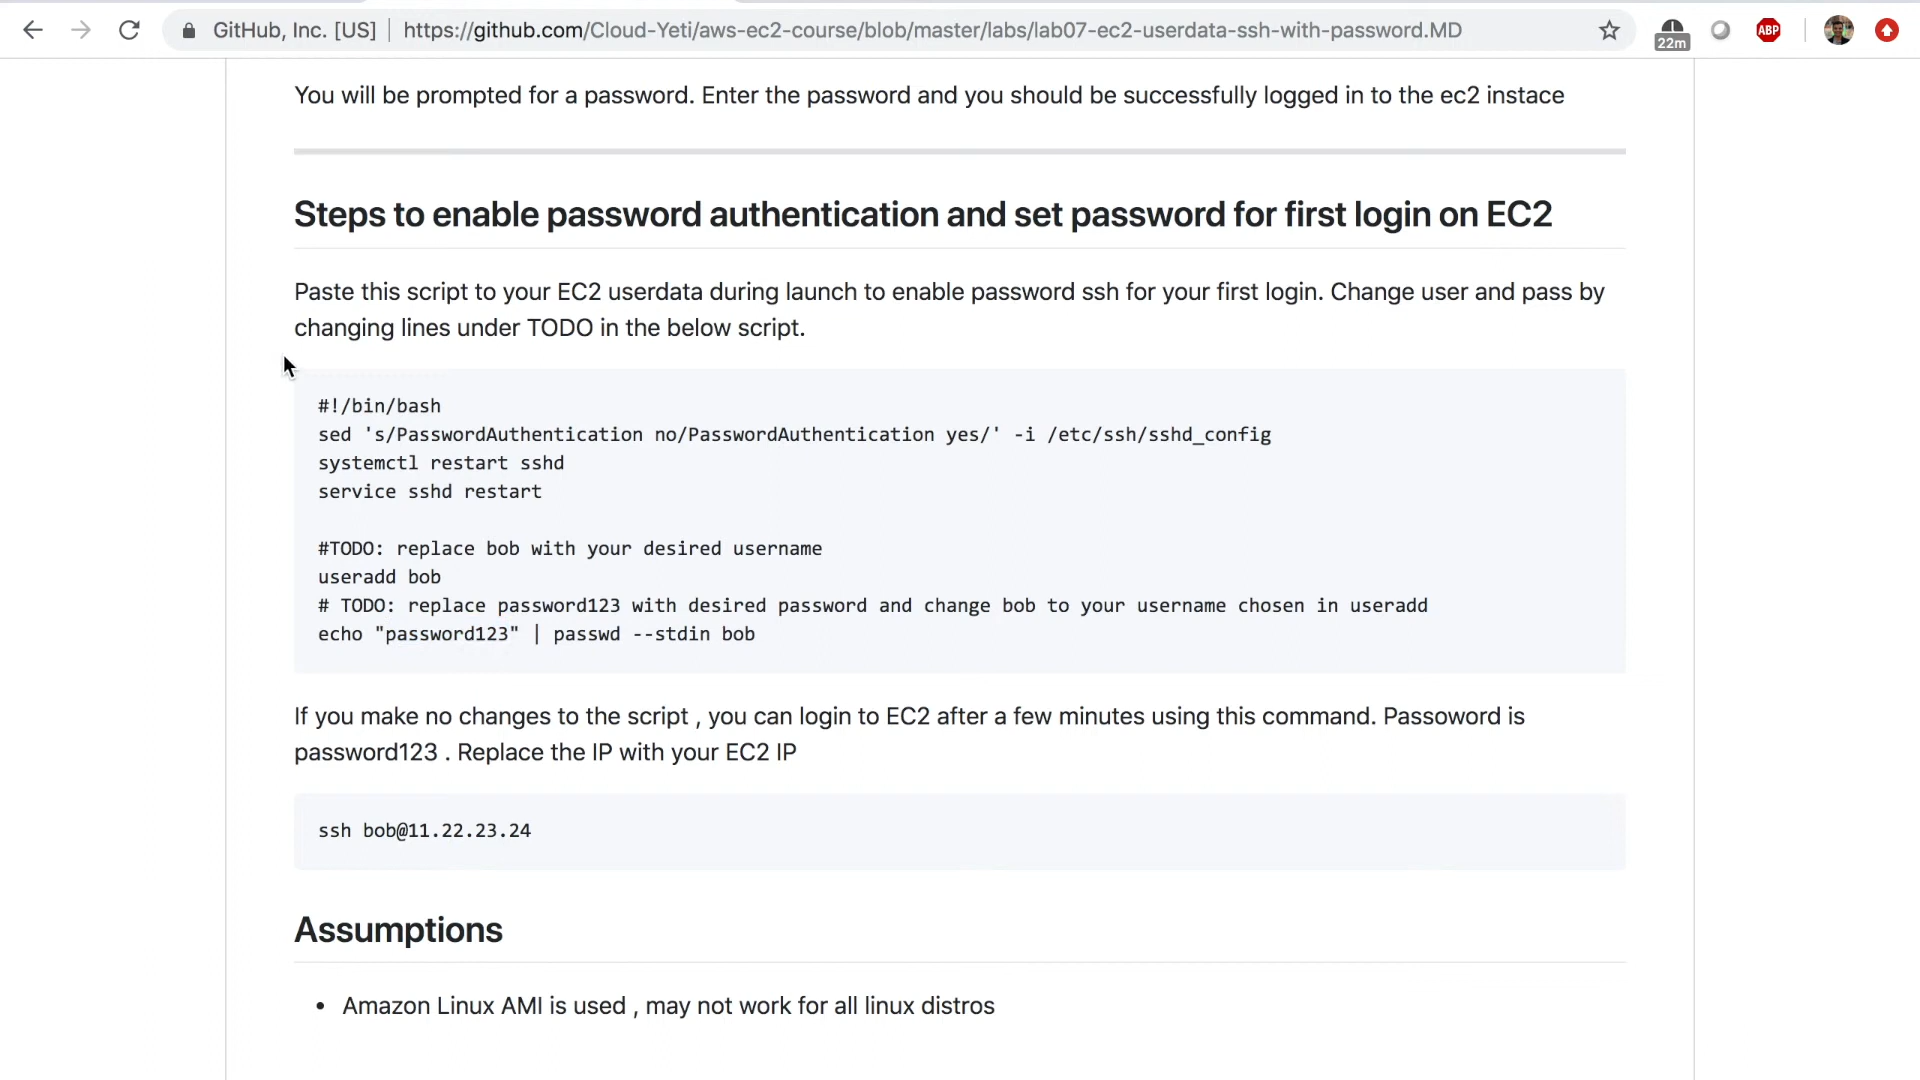 GitHub, Inc. [US] | https://github.com/Cloud-Yeti/aws-ec2-course/blob/master/labs/lab07-ec2-userdata-ssh-with-password.MD
22m
ABP
You will be prompted for a password. Enter the password and you should be successfully logged in to the ec2 instace
Steps to enable password authentication and set password for first login on EC2
Paste this script to your EC2 userdata during launch to enable password ssh for your first login. Change user and pass by
changing lines under TODO in the below script.
#!/bin/bash
sed 's/PasswordAuthentication no/PasswordAuthentication yes/' -i /etc/ssh/sshd_config
systemctl restart sshd
service sshd restart
#TODO: replace bob with your desired username
useradd bob
# TODO: replace password123 with desired password and change bob to your username chosen in useradd
echo "password123" | passwd --stdin bob
If you make no changes to the script , you can login to EC2 after a few minutes using this command. Passoword is
password123 . Replace the IP with your EC2 IP
ssh bob@11.22.23.24
Assumptions
• Amazon Linux AMI is used , may not work for all linux distros